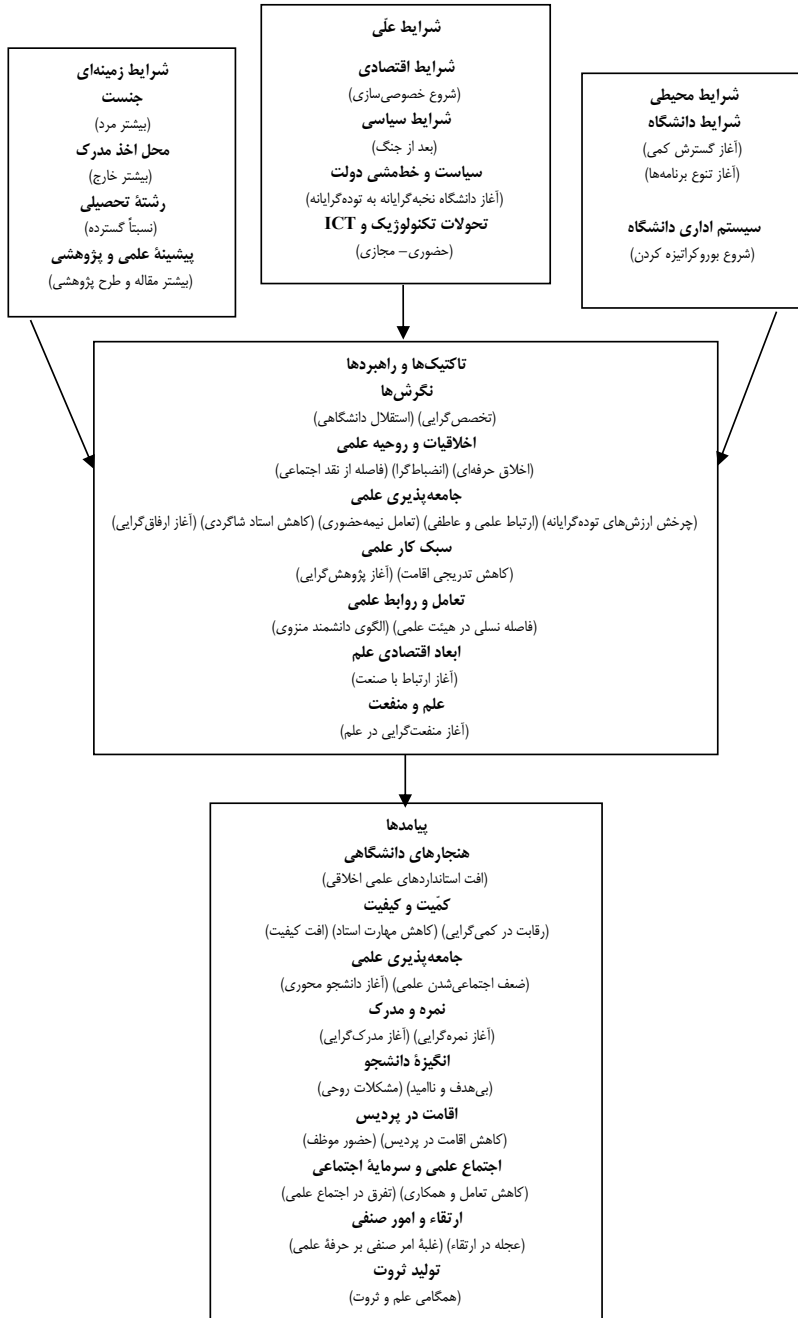 شرایط علّی
شرایط اقتصادی
(شروع خصوصی‌سازی)
شرایط سیاسی
(بعد از جنگ)
سیاست و خط‌مشی دولت
(آغاز دانشگاه نخبه‌گرایانه به توده‌گرایانه)
تحولات تکنولوژیک و ICT
(حضوری– مجازی)
شرایط محیطی
شرایط دانشگاه
(آغاز گسترش کمی)
(آغاز تنوع برنامه‌ها)
سیستم اداری دانشگاه
(شروع بوروکراتیزه کردن)
شرایط زمینه‌ای
جنست
(بیشتر مرد)
محل اخذ مدرک
(بیشتر خارج)
رشتهٔ تحصیلی
(نسبتاً گسترده)
پیشینهٔ علمی و پژوهشی
(بیشتر مقاله و طرح پژوهشی)
تاکتیک‌ها و راهبردها
نگرش‌ها
(تخصص‌گرایی) (استقلال دانشگاهی)
اخلاقیات و روحیه علمی
(اخلاق حرفه‌ای) (انضباط‌گرا) (فاصله از نقد اجتماعی)
جامعه‌پذیری علمی
(چرخش ارزش‌های توده‌گرایانه) (ارتباط علمی و عاطفی) (تعامل نیمه‌حضوری) (کاهش استاد شاگردی) (آغاز ارفاق‌گرایی)
سبک کار علمی
(کاهش تدریجی اقامت) (آغاز پژوهش‌گرایی)
تعامل و روابط علمی
(فاصله نسلی در هیئت علمی) (الگوی دانشمند منزوی)
ابعاد اقتصادی علم
(آغاز ارتباط با صنعت)
علم و منفعت
(آغاز منفعت‌گرایی در علم)
پیامدها
هنجارهای دانشگاهی
(افت استانداردهای علمی اخلاقی)
کمّیت و کیفیت
(رقابت در کمی‌گرایی) (کاهش مهارت استاد) (افت کیفیت)
جامعه‌پذیری علمی
(ضعف اجتماعی‌شدن علمی) (آغاز دانشجو محوری)
نمره و مدرک
(آغاز نمره‌گرایی) (آغاز مدرک‌گرایی)
انگیزهٔ دانشجو
(بی‌هدف و ناامید) (مشکلات روحی)
اقامت در پردیس
(کاهش اقامت در پردیس) (حضور موظف)
اجتماع علمی و سرمایهٔ اجتماعی
(کاهش تعامل و همکاری) (تفرق در اجتماع علمی)
ارتقاء و امور صنفی
(عجله در ارتقاء) (غلبهٔ امر صنفی بر حرفهٔ علمی)
تولید ثروت
(همگامی علم و ثروت)